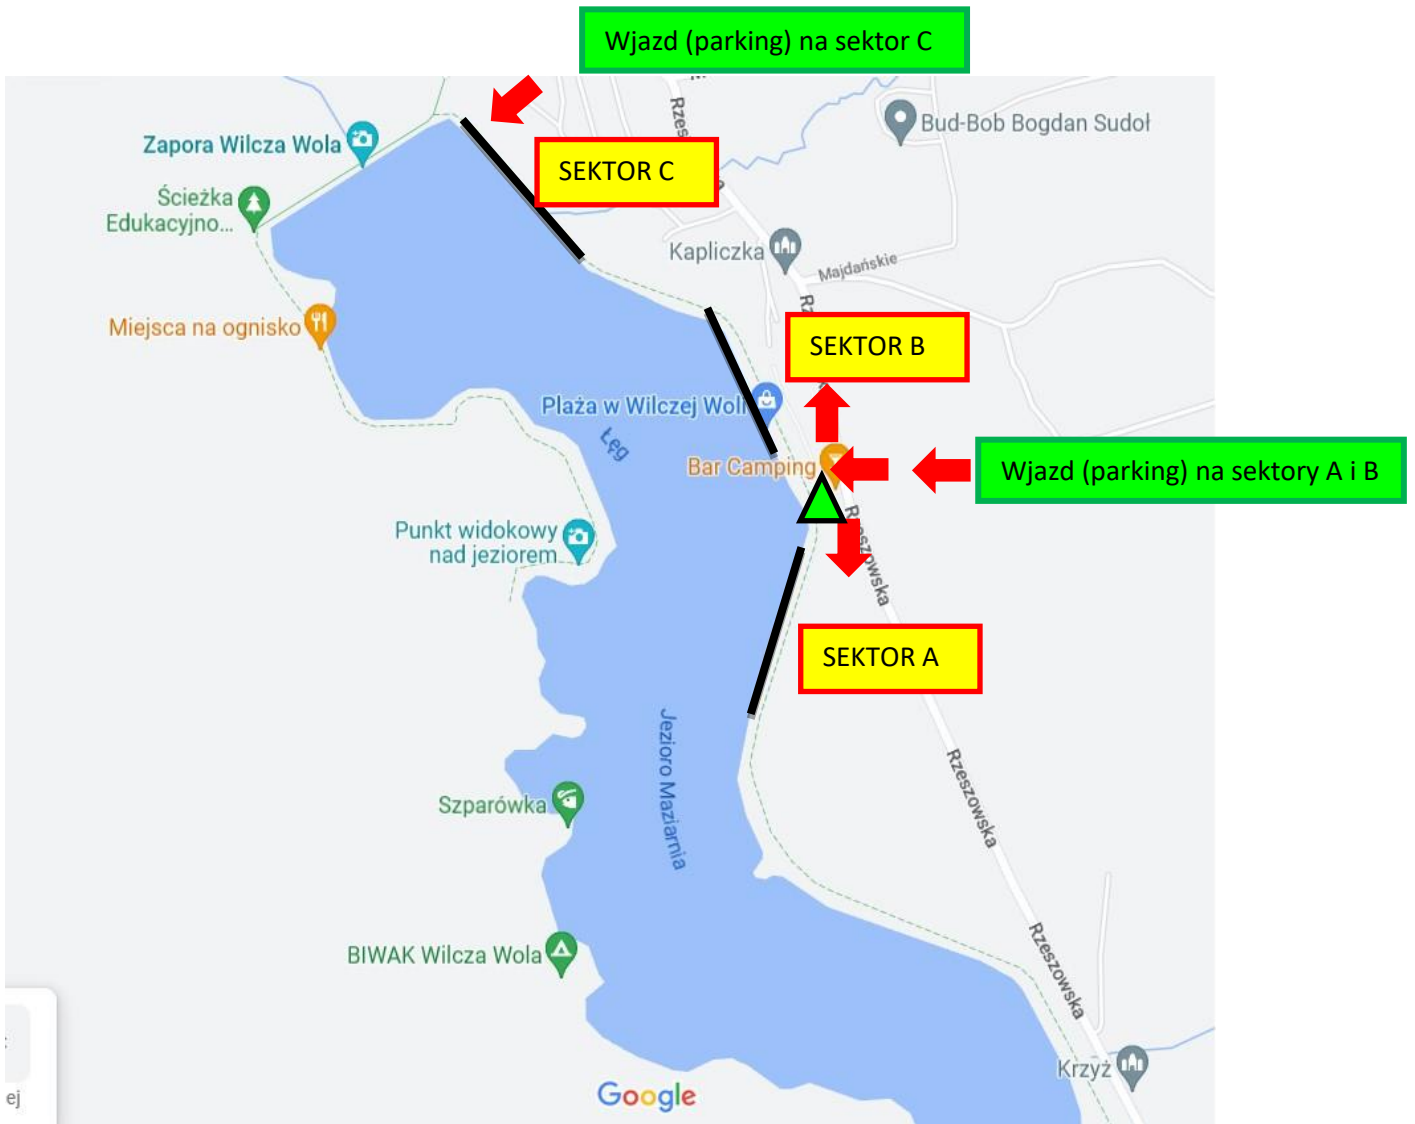 Wjazd (parking) na sektor C
Bud-Bob Bogdan Sudoł
Zapora Wilcza Wola
SEKTOR C
Ścieżka
Edukacyjno...
Kapliczka
Majdańskie
Miejsca na ognisko
SEKTOR B
Plaża w Wilczej Woli
Łęg
Bar Camping
Wjazd (parking) na sektory A i B
Punkt widokowy
nad jeziorem
Rzeszowska
SEKTOR A
Jezioro Maziarnia
Rzeszowska
Szparówka
BIWAK Wilcza Wola
Rzeszowska
Krzyż
Google
ej